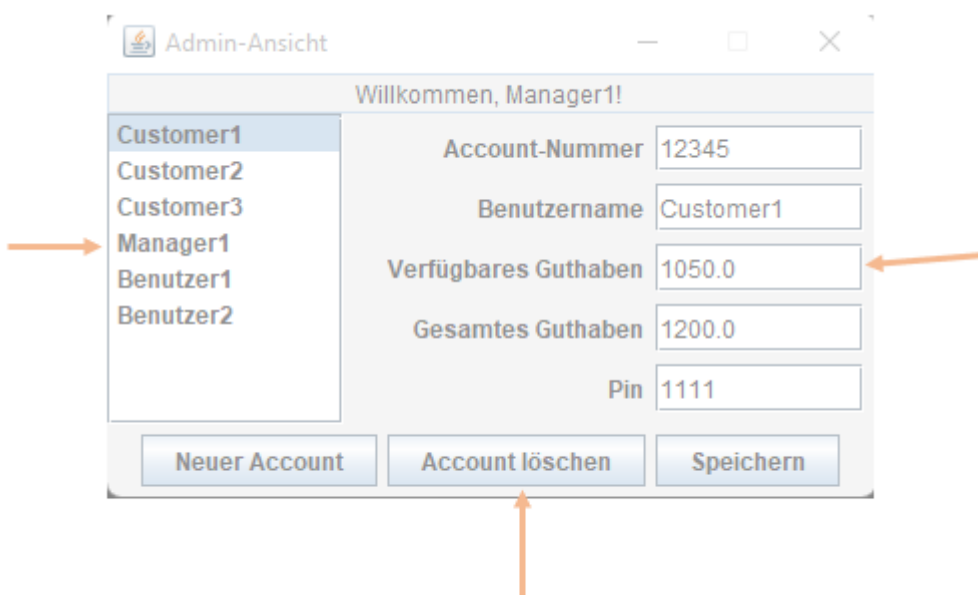 Admin-Ansicht
Willkommen, Manager1!
Customer1
Customer2
Customer3
Manager1
Benutzer1
Benutzer2
Account-Nummer 12345
Benutzername Customer1
Verfügbares Guthaben 1050.0
Gesamtes Guthaben 1200.0
Pin 1111
Neuer Account Account löschen Speichern